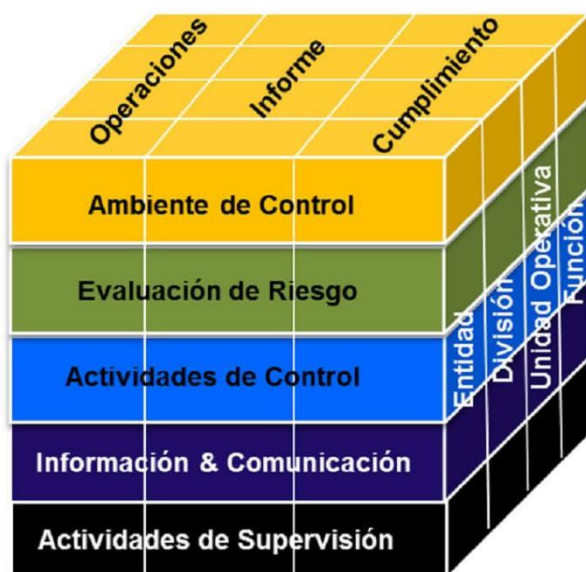 Operaciones
Informe
Cumplimiento
Ambiente de Control
Evaluación de Riesgo
Actividades de Control
Información & Comunicación
Actividades de Supervisión
Entidad
División
Unidad Operativa
Función